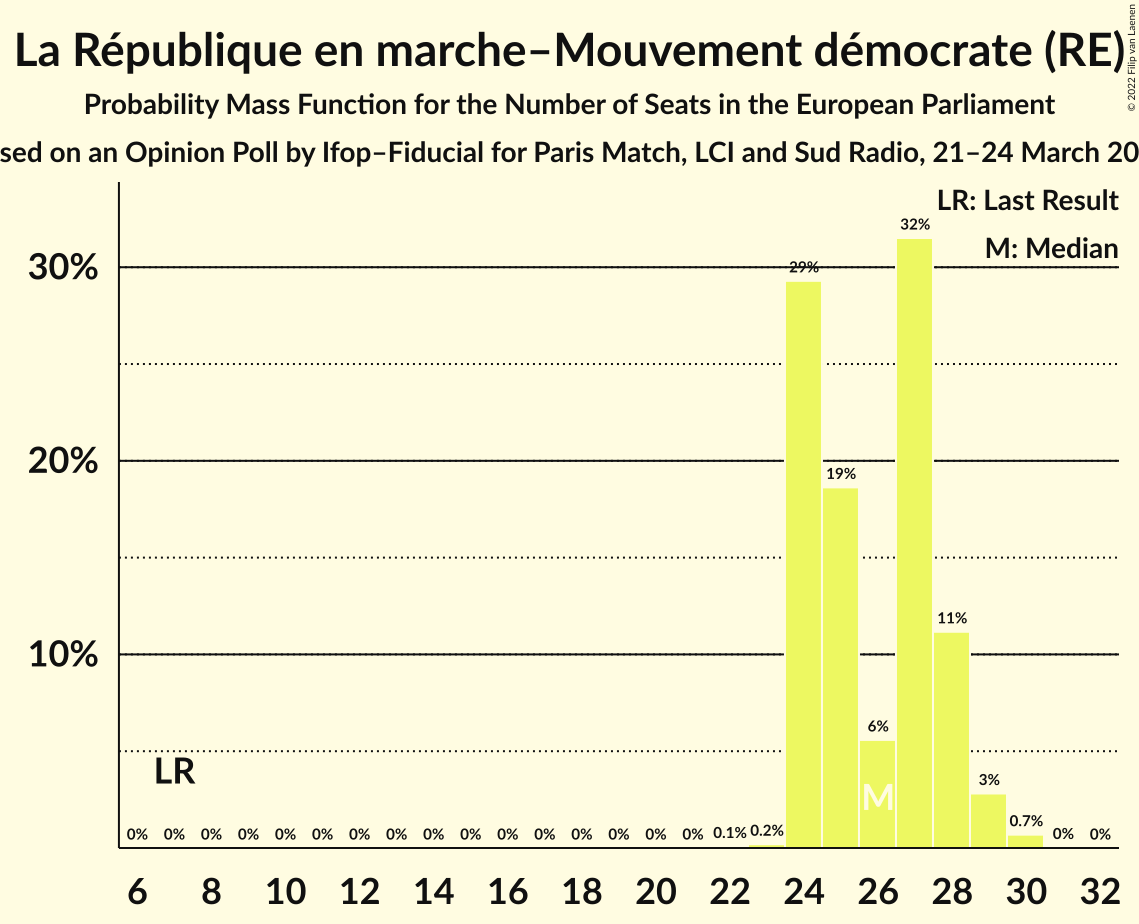 La République en marche–Mouvement démocrate (RE)
© 2022 Filip van Laenen
Probability Mass Function for the Number of Seats in the European Parliament
sed on an Opinion Poll by Ifop–Fiducial for Paris Match, LCI and Sud Radio, 21–24 March 20
LR: Last Result
M: Median
32%
30%
29%
20%
19%
11%
10%
6%
LR
3%
M
0% 0% 0% 0% 0% 0% 0% 0% 0% 0% 0% 0% 0% 0% 0% 0% 0.1% 0.2% 0.7% 0% 0%
6 8 10 12 14 16 18 20 22 24 26 28 30 32